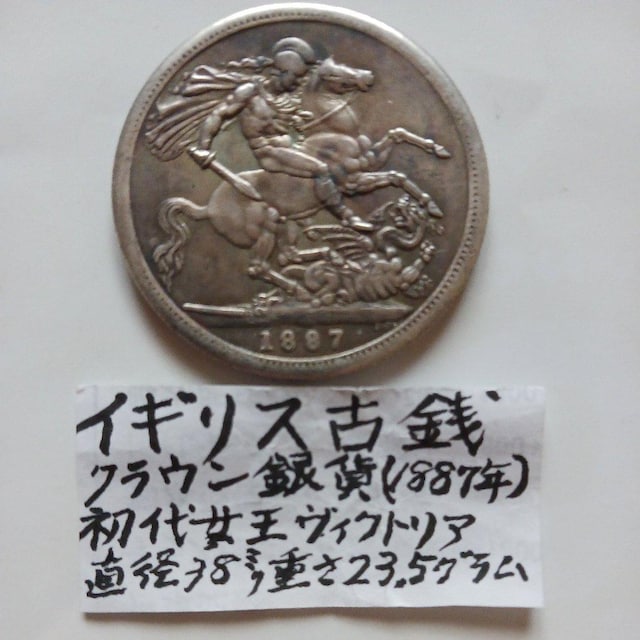 1887
イギリス古銭
クラウン銀貨(1887年)
初代女王ヴィクトリア
直径38㍉重さ23.5グラム